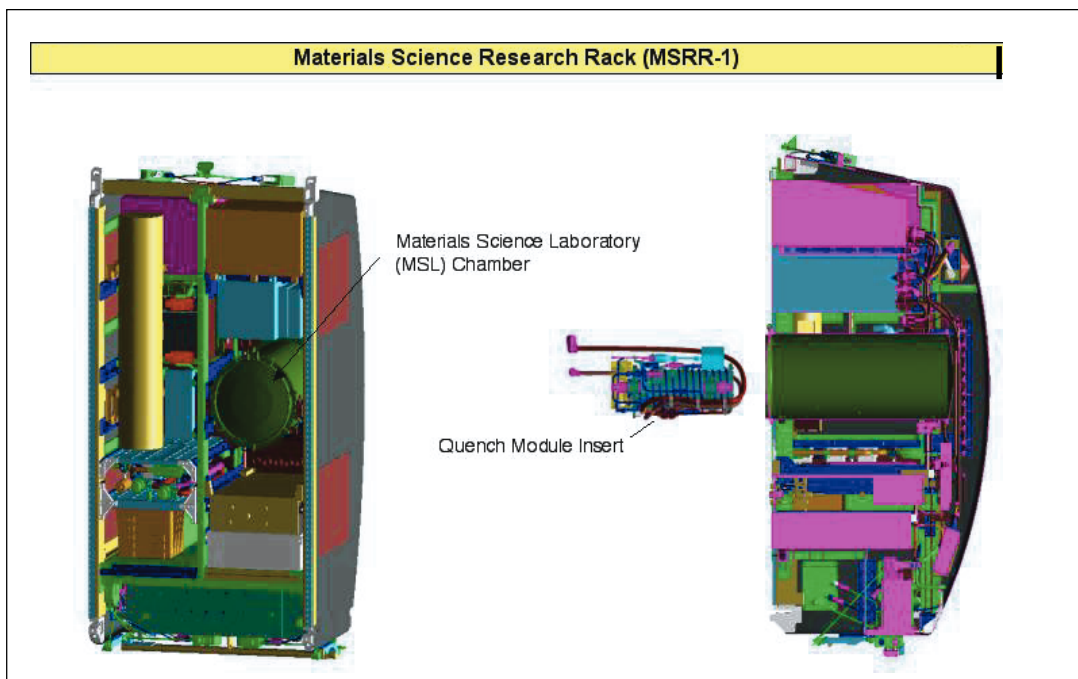 Materials Science Research Rack (MSRR-1)
Materials Science Laboratory
(MSL) Chamber
Quench Module Insert